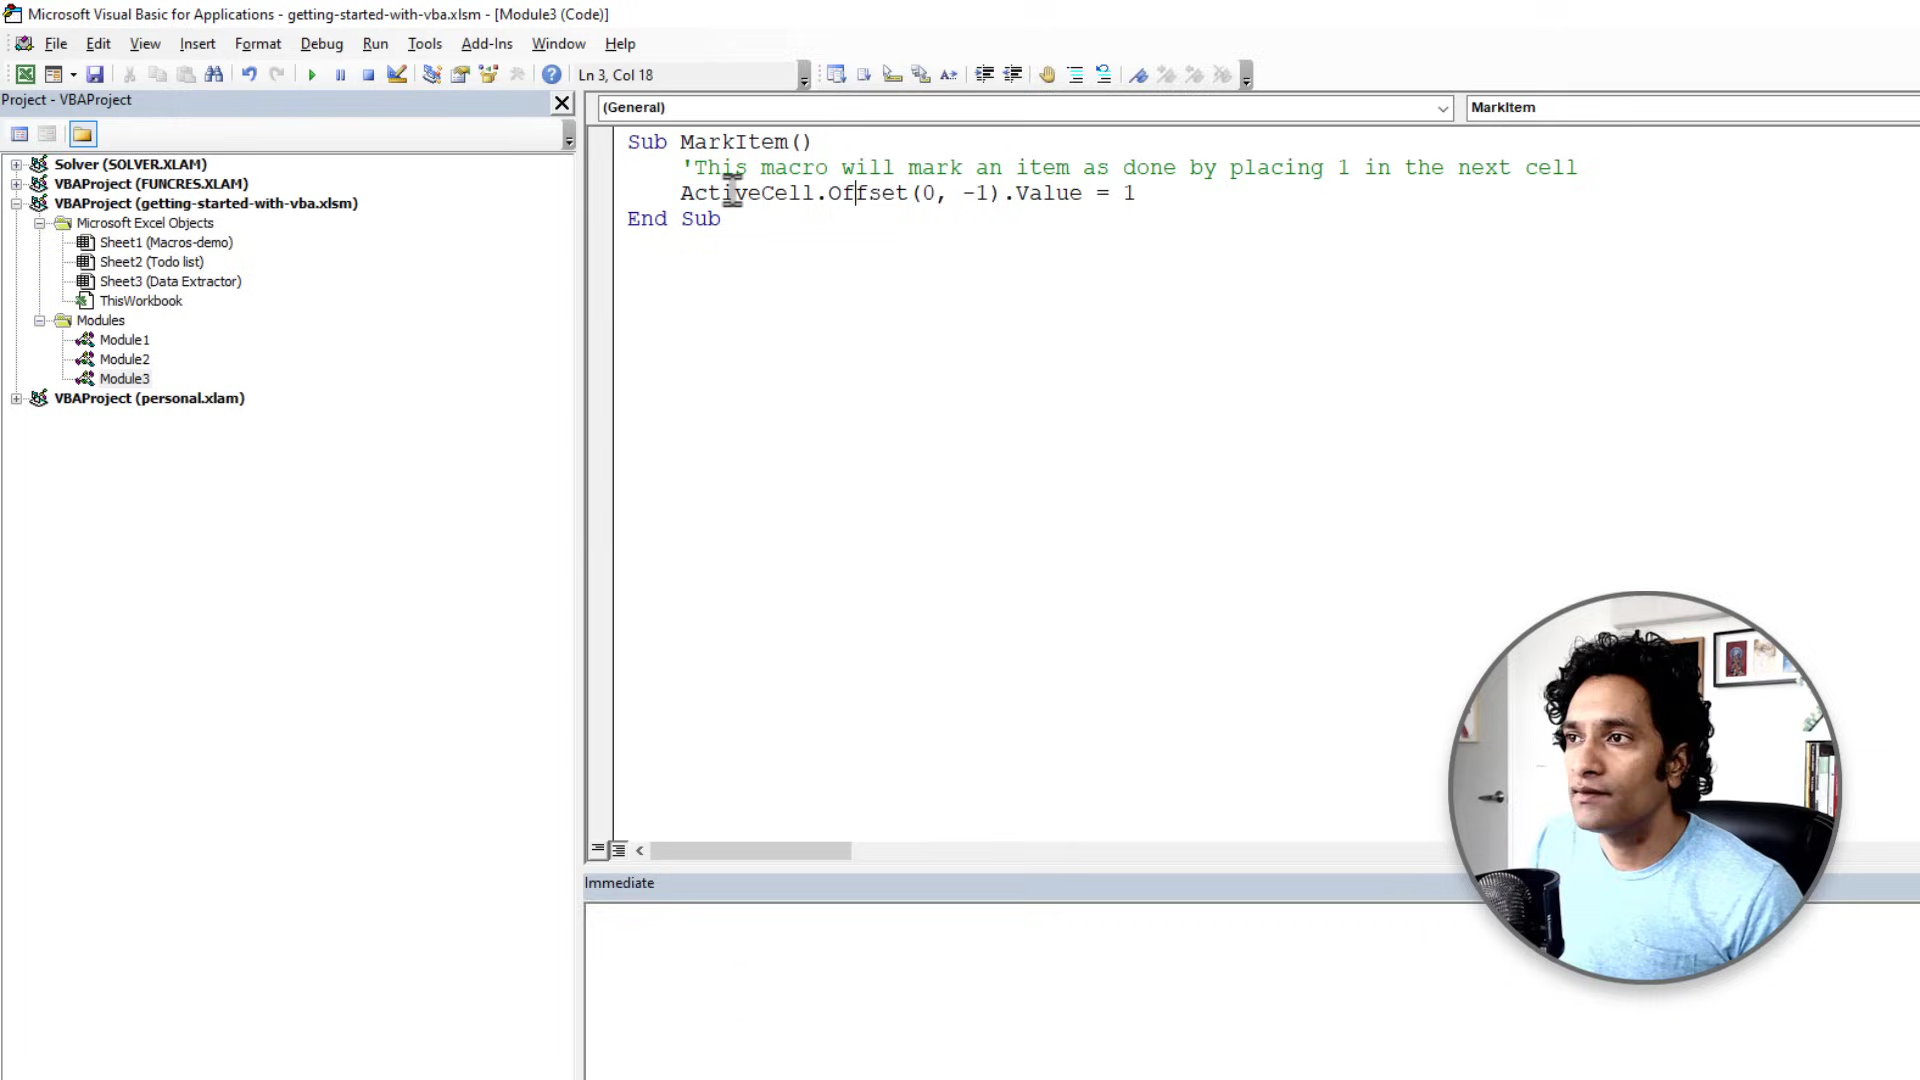 Microsoft Visual Basic for Applications - getting-started-with-vba.xlsm - [Module3 (Code)]
File Edit View Insert Format Debug Run Tools Add-Ins Window Help
Ln 3, Col 18
Project - VBAProject
(General)
MarkItem
Solver (SOLVER.XLAM)
VBAProject (FUNCRES.XLAM)
VBAProject (getting-started-with-vba.xlsm)
Microsoft Excel Objects
Sheet1 (Macros-demo)
Sheet2 (Todo list)
Sheet3 (Data Extractor)
ThisWorkbook
Modules
Module1
Module2
Module3
VBAProject (personal.xlam)
Sub MarkItem()
'This macro will mark an item as done by placing 1 in the next cell
ActiveCell.Offset(0, -1).Value = 1
End Sub
Immediate